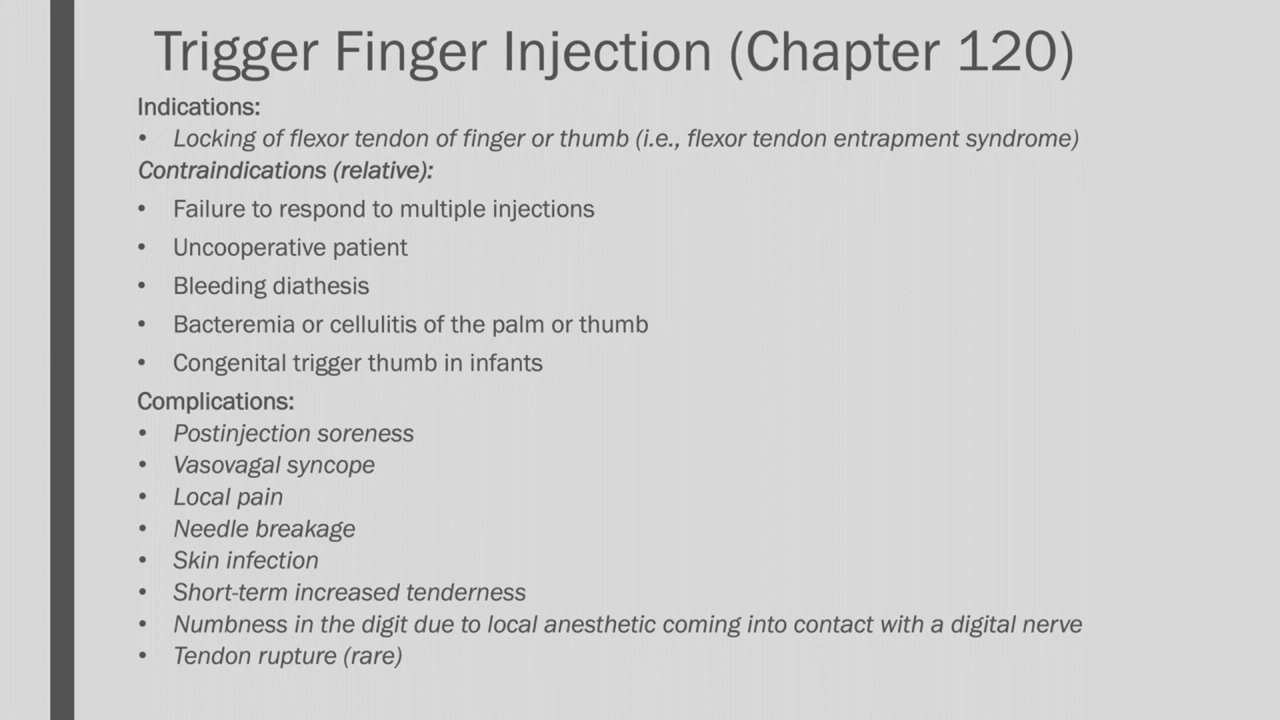 Trigger Finger Injection (Chapter 120)
Indications:
• Locking of flexor tendon of finger or thumb (i.e., flexor tendon entrapment syndrome)
Contraindications (relative):
• Failure to respond to multiple injections
• Uncooperative patient
• Bleeding diathesis
• Bacteremia or cellulitis of the palm or thumb
• Congenital trigger thumb in infants
Complications:
• Postinjection soreness
• Vasovagal syncope
• Local pain
• Needle breakage
• Skin infection
• Short-term increased tenderness
• Numbness in the digit due to local anesthetic coming into contact with a digital nerve
• Tendon rupture (rare)